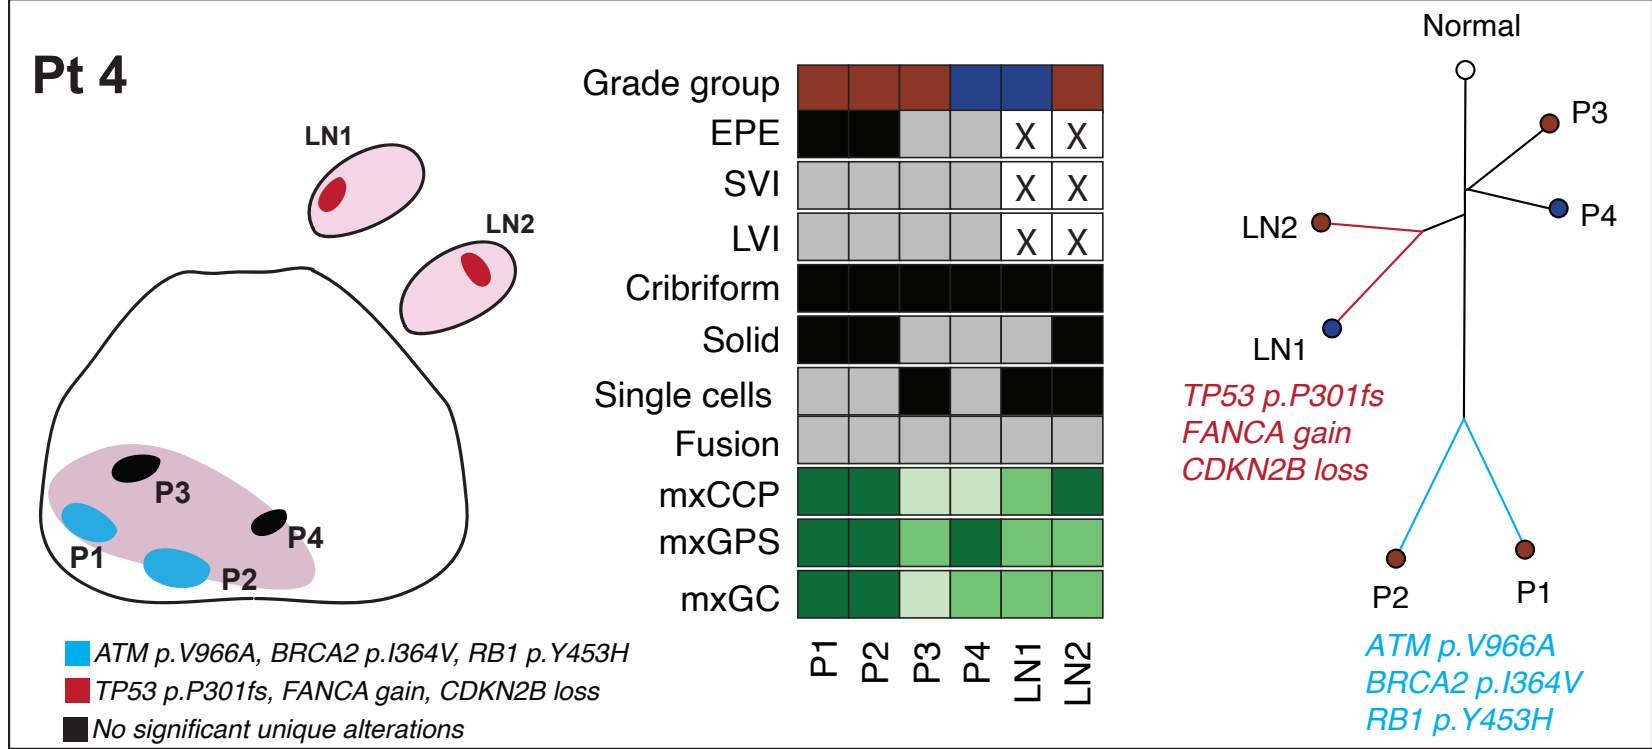 Pt 4
LN1
LN2
P3
P4
P1
P2
ATM p.V966A, BRCA2 p.I364V, RB1 p.Y453H
TP53 p.P301fs, FANCA gain, CDKN2B loss
No significant unique alterations
Grade group
EPE X X
SVI X X
LVI X X
Cribriform
Solid
Single cells
Fusion
mxCCP
mxGPS
mxGC
P1 P2 P3 P4 LN1 LN2
Normal
P3
P4
LN2
LN1
TP53 p.P301fs
FANCA gain
CDKN2B loss
P2
P1
ATM p.V966A
BRCA2 p.I364V
RB1 p.Y453H